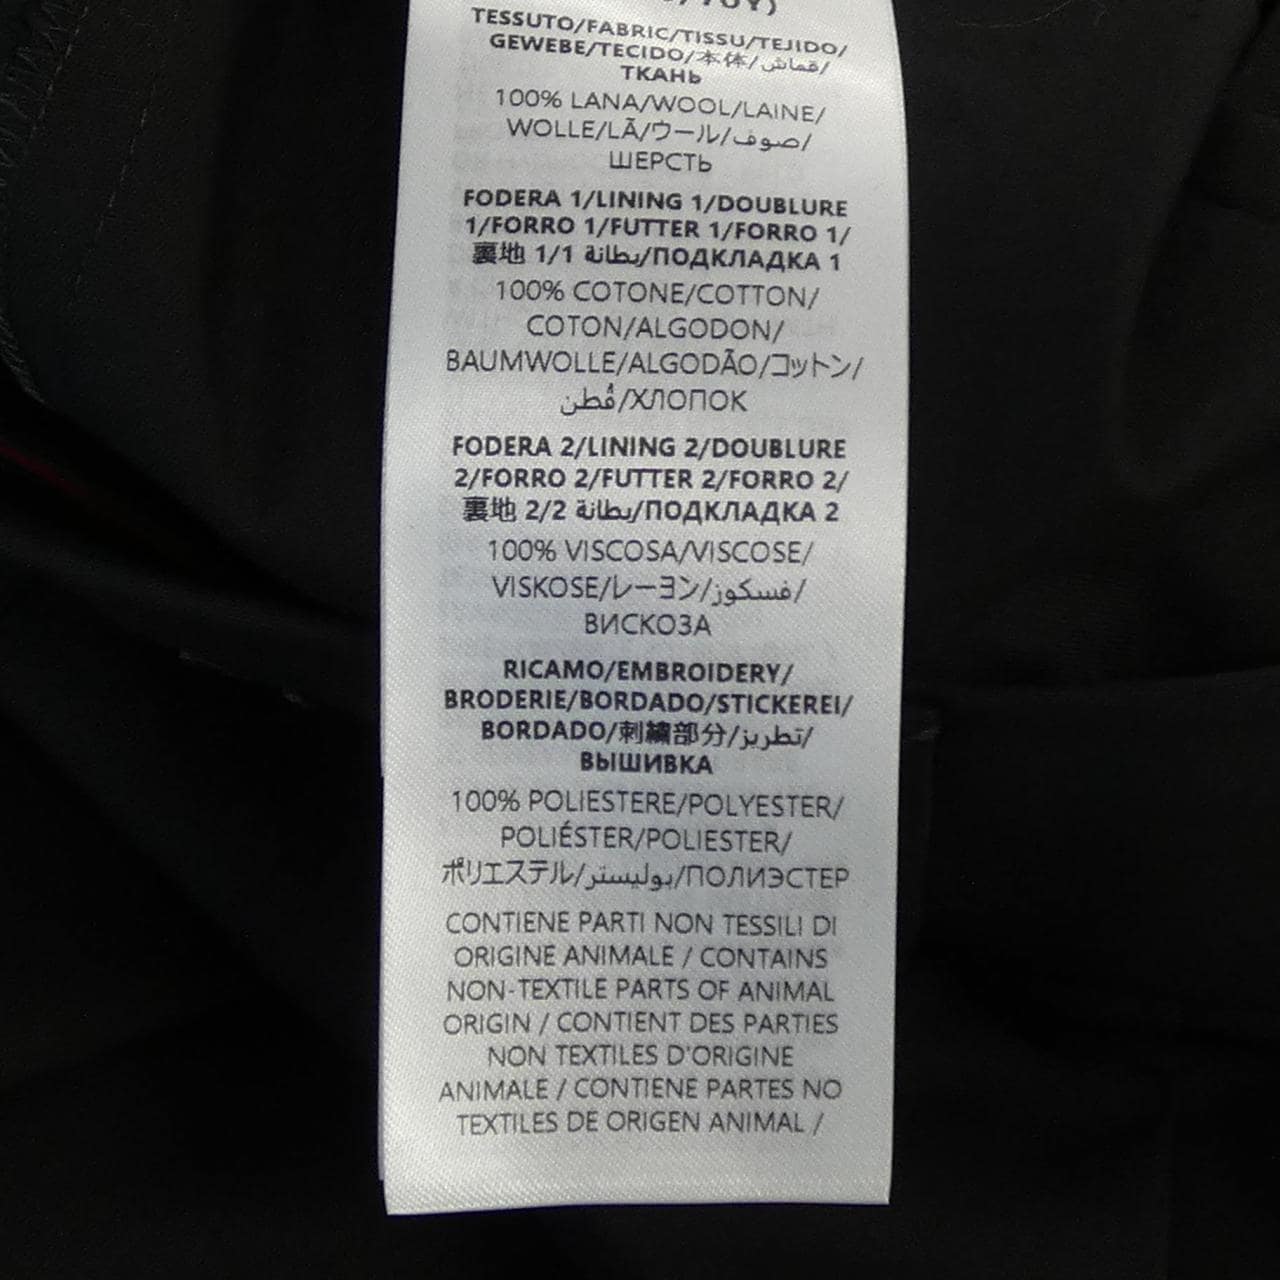 TESSUTO/FABRIC/TISSU/TEJIDO/
GEWEBE/TECIDO/本体/قماش/
ТКАНЬ
100% LANA/WOOL/LAINE/
WOLLE/LÃ/ウール/صوف/
ШЕРСТЬ
FODERA 1/LINING 1/DOUBLURE
1/FORRO 1/FUTTER 1/FORRO 1/
裏地 1/1 بطانة/ПОДКЛАДКА 1
100% COTONE/COTTON/
COTON/ALGODON/
BAUMWOLLE/ALGODÃO/コットン/
قُطن/ХЛОПОК
FODERA 2/LINING 2/DOUBLURE
2/FORRO 2/FUTTER 2/FORRO 2/
裏地 2/2 بطانة/ПОДКЛАДКА 2
100% VISCOSA/VISCOSE/
VISKOSE/レーヨン/فسكوز/
ВИСКОЗА
RICAMO/EMBROIDERY/
BRODERIE/BORDADO/STICKEREI/
BORDADO/刺繍部分/تطريز/
ВЫШИВКА
100% POLIESTERE/POLYESTER/
POLIÉSTER/POLIESTER/
ポリエステル/بوليستر/ПОЛИЭСТЕР
CONTIENE PARTI NON TESSILI DI
ORIGINE ANIMALE / CONTAINS
NON-TEXTILE PARTS OF ANIMAL
ORIGIN / CONTIENT DES PARTIES
NON TEXTILES D'ORIGINE
ANIMALE / CONTIENE PARTES NO
TEXTILES DE ORIGEN ANIMAL /